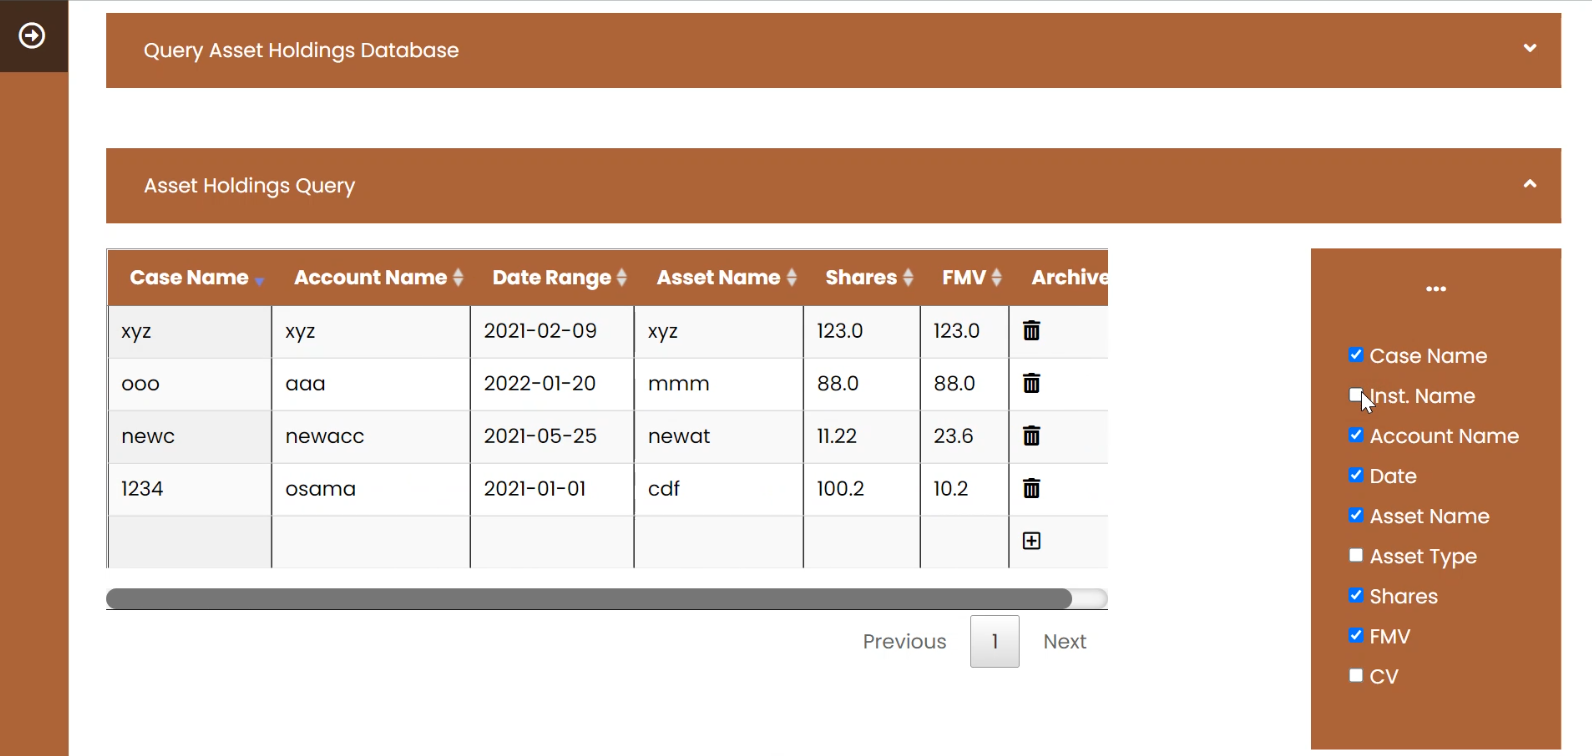 Query Asset Holdings Database
Asset Holdings Query
Case Name Account Name Date Range Asset Name Shares FMV Archive
xyz xyz 2021-02-09 xyz 123.0 123.0
ooo aaa 2022-01-20 mmm 88.0 88.0
newc newacc 2021-05-25 newat 11.22 23.6
1234 osama 2021-01-01 cdf 100.2 10.2
Previous 1 Next
...
Case Name
Inst. Name
Account Name
Date
Asset Name
Asset Type
Shares
FMV
CV